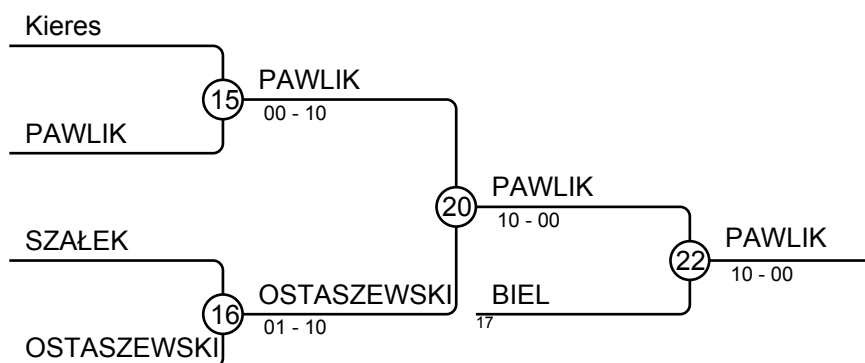 Kieres
15
PAWLIK
00 - 10
PAWLIK
20
PAWLIK
10 - 00
22
PAWLIK
10 - 00
SZAŁEK
16
OSTASZEWSKI
01 - 10
BIEL
17
OSTASZEWSKI